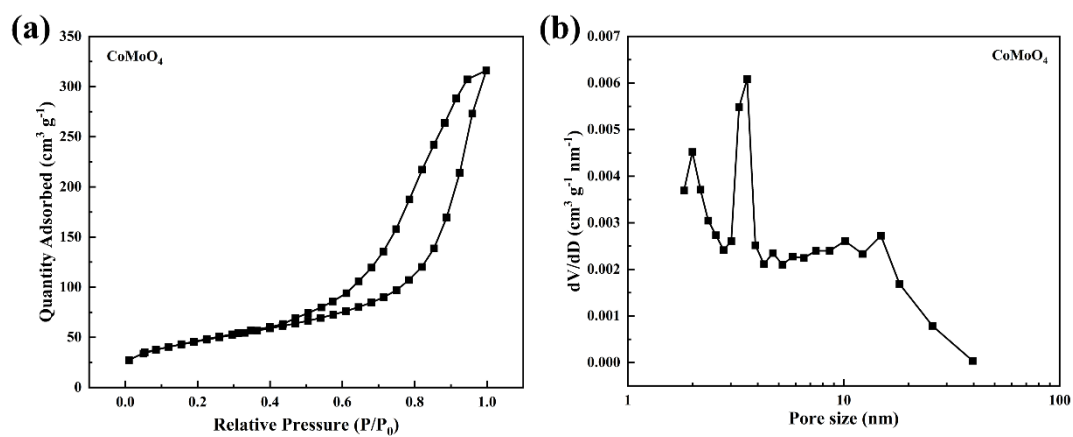 (a)
CoMoO₄
Quantity Adsorbed (cm³ g⁻¹)
350
300
250
200
150
100
50
0
0.0 0.2 0.4 0.6 0.8 1.0
Relative Pressure (P/P₀)
(b)
CoMoO₄
dV/dD (cm³ g⁻¹ nm⁻¹)
0.007
0.006
0.005
0.004
0.003
0.002
0.001
0.000
1 10 100
Pore size (nm)